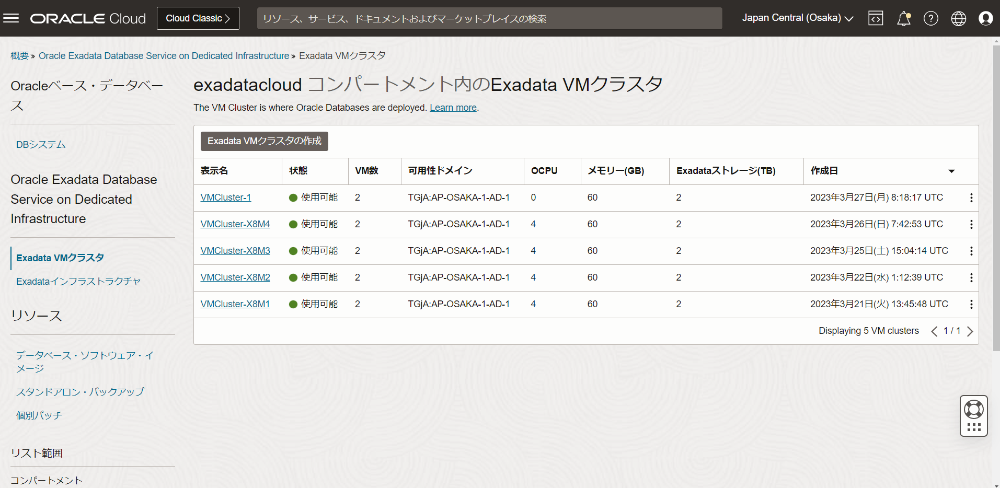 ORACLE Cloud
Cloud Classic
リソース、サービス、ドキュメントおよびマーケットプレイスの検索
Japan Central (Osaka)
概要 » Oracle Exadata Database Service on Dedicated Infrastructure » Exadata VMクラスタ
Oracleベース・データベー
ス
DBシステム
Oracle Exadata Database
Service on Dedicated
Infrastructure
Exadata VMクラスタ
Exadataインフラストラクチャ
リソース
データベース・ソフトウェア・イ
メージ
スタンドアロン・バックアップ
個別パッチ
リスト範囲
コンパートメント
exadatacloud コンパートメント内のExadata VMクラスタ
The VM Cluster is where Oracle Databases are deployed. Learn more.
Exadata VMクラスタの作成
表示名 状態 VM数 可用性ドメイン OCPU メモリー(GB) Exadataストレージ(TB) 作成日
VMCluster-1 使用可能 2 TGjA:AP-OSAKA-1-AD-1 0 60 2 2023年3月27日(月) 8:18:17 UTC
VMCluster-X8M4 使用可能 2 TGjA:AP-OSAKA-1-AD-1 4 60 2 2023年3月26日(日) 7:42:53 UTC
VMCluster-X8M3 使用可能 2 TGjA:AP-OSAKA-1-AD-1 4 60 2 2023年3月25日(土) 15:04:14 UTC
VMCluster-X8M2 使用可能 2 TGjA:AP-OSAKA-1-AD-1 4 60 2 2023年3月22日(水) 1:12:39 UTC
VMCluster-X8M1 使用可能 2 TGjA:AP-OSAKA-1-AD-1 4 60 2 2023年3月21日(火) 13:45:48 UTC
Displaying 5 VM clusters 1 / 1